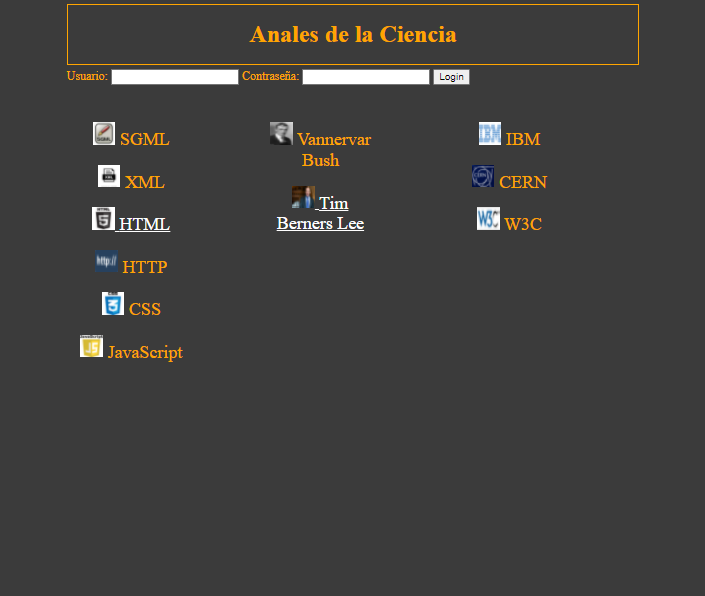 Anales de la Ciencia
Usuario: Contraseña: Login
SGML
XML
HTML
HTTP
CSS
JavaScript
Vannervar
Bush
Tim
Berners Lee
IBM
CERN
W3C